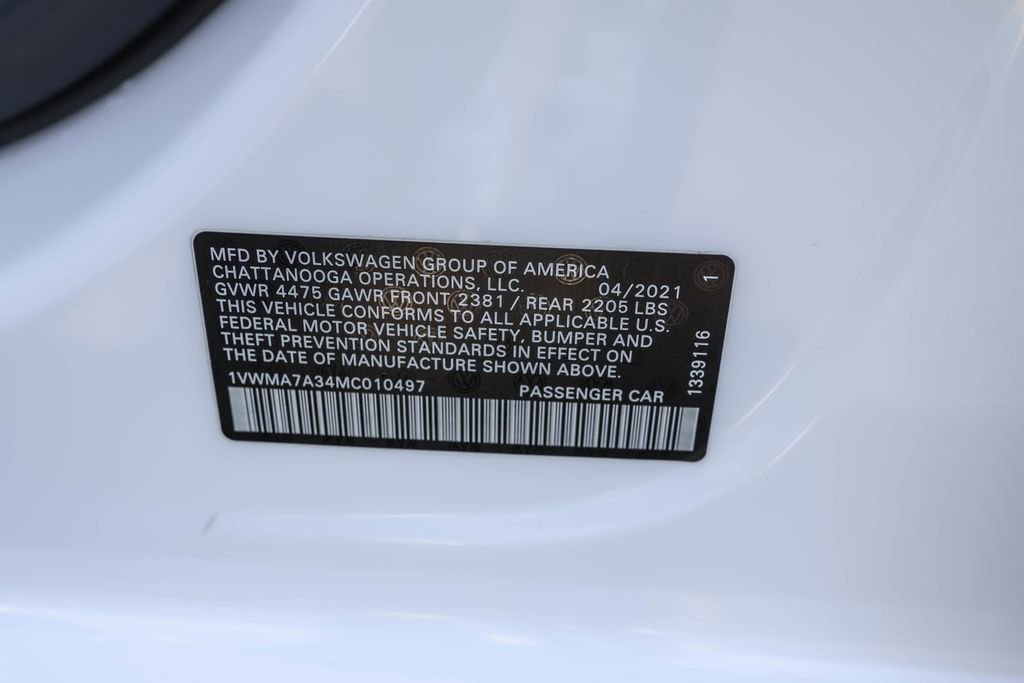 MFD BY VOLKSWAGEN GROUP OF AMERICA
CHATTANOOGA OPERATIONS, LLC. 04/2021
GVWR 4475 GAWR FRONT 2381 / REAR 2205 LBS
THIS VEHICLE CONFORMS TO ALL APPLICABLE U.S.
FEDERAL MOTOR VEHICLE SAFETY, BUMPER AND
THEFT PREVENTION STANDARDS IN EFFECT ON
THE DATE OF MANUFACTURE SHOWN ABOVE.
1VWMA7A34MC010497 PASSENGER CAR
1339116 1